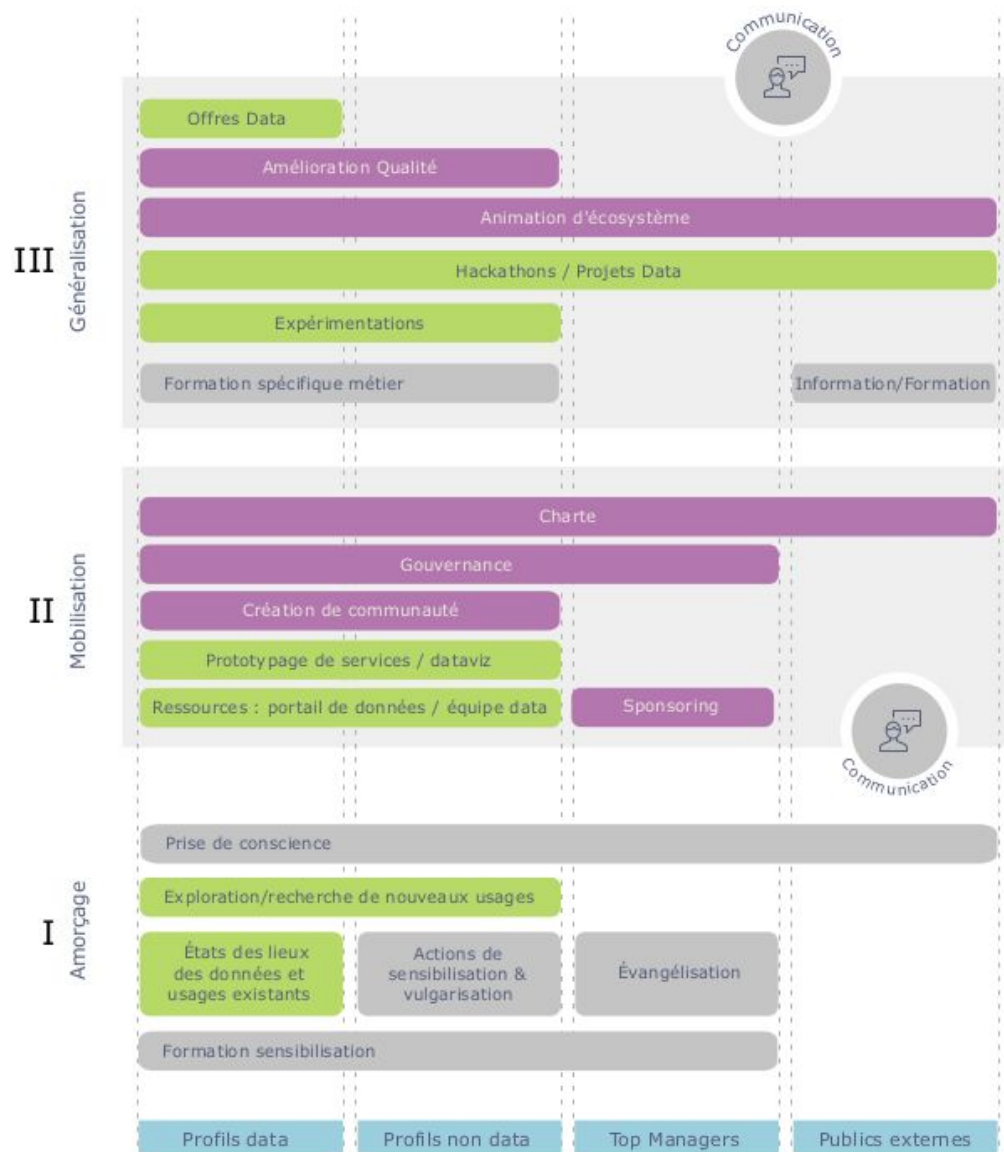 Communication
Offres Data
Amélioration Qualité
Animation d'écosystème
III
Généralisation
Hackathons / Projets Data
Expérimentations
Formation spécifique métier
Information/Formation
Charte
Gouvernance
II
Mobilisation
Création de communauté
Prototypage de services / dataviz
Ressources : portail de données / équipe data
Sponsoring
Communication
Prise de conscience
Exploration/recherche de nouveaux usages
I
Amorçage
États des lieux
des données et
usages existants
Actions de
sensibilisation &
vulgarisation
Évangélisation
Formation sensibilisation
Profils data
Profils non data
Top Managers
Publics externes